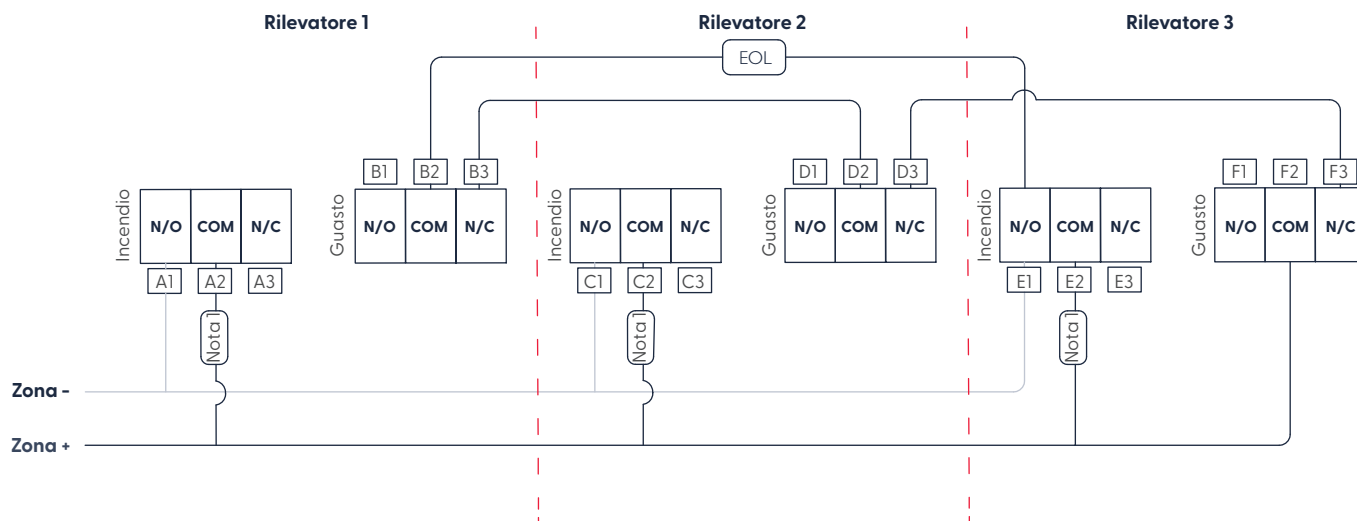 Rilevatore 1
Rilevatore 2
Rilevatore 3
EOL
B1 B2 B3
D1 D2 D3
F1 F2 F3
Incendio
N/O COM N/C
Guasto
N/O COM N/C
Incendio
N/O COM N/C
Guasto
N/O COM N/C
Incendio
N/O COM N/C
Guasto
N/O COM N/C
A1 A2 A3
C1 C2 C3
E1 E2 E3
Nota 1
Nota 1
Nota 1
Zona -
Zona +